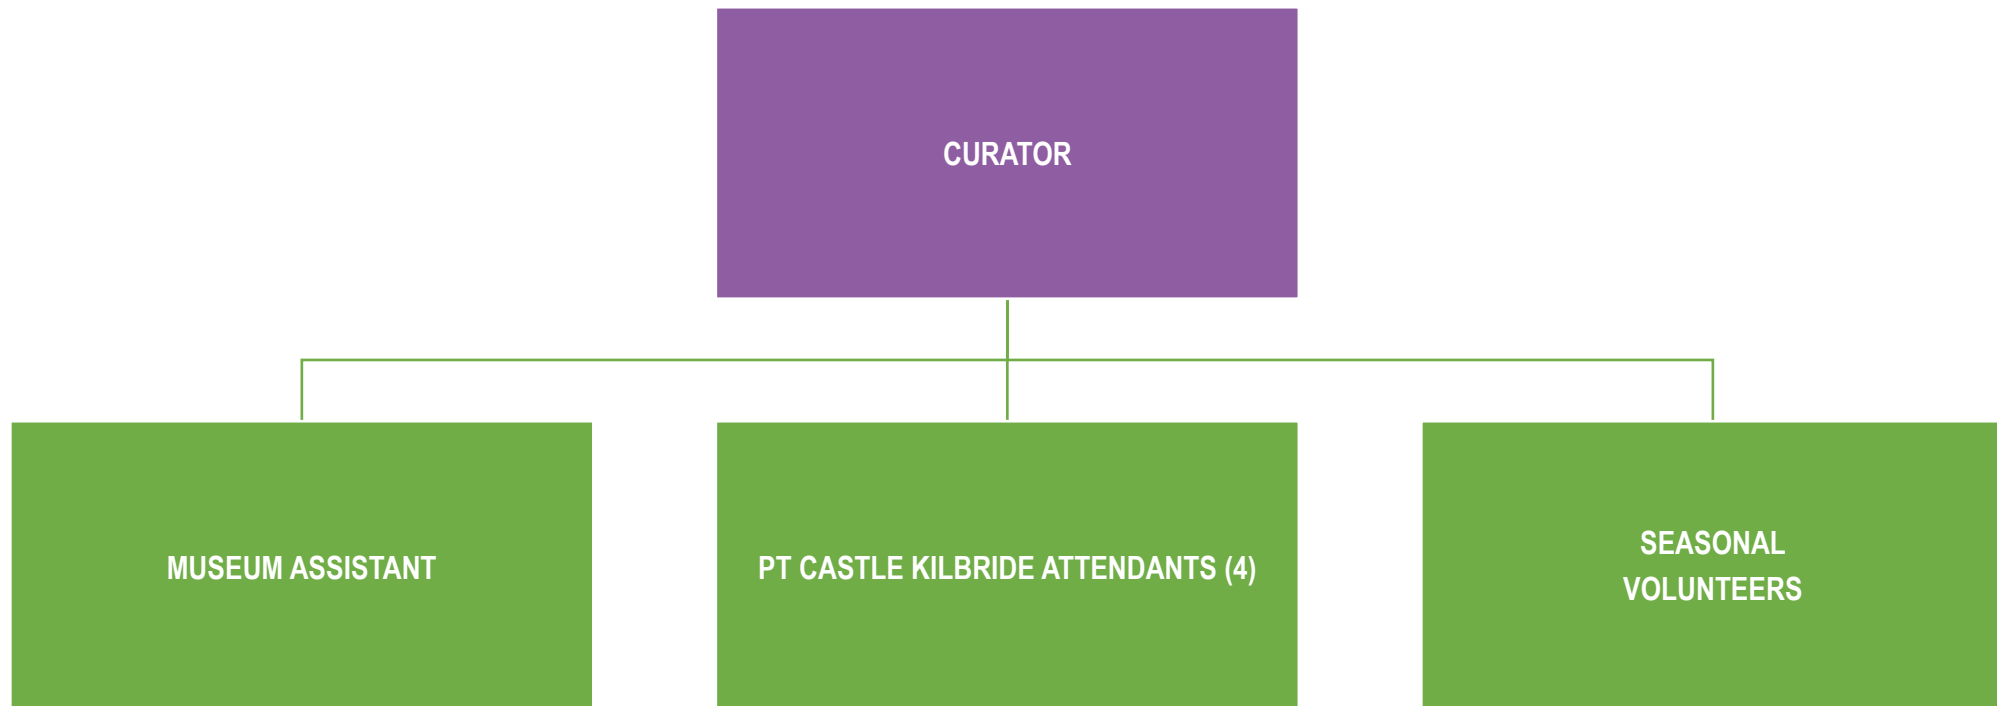 CURATOR
MUSEUM ASSISTANT
PT CASTLE KILBRIDE ATTENDANTS (4)
SEASONAL
VOLUNTEERS